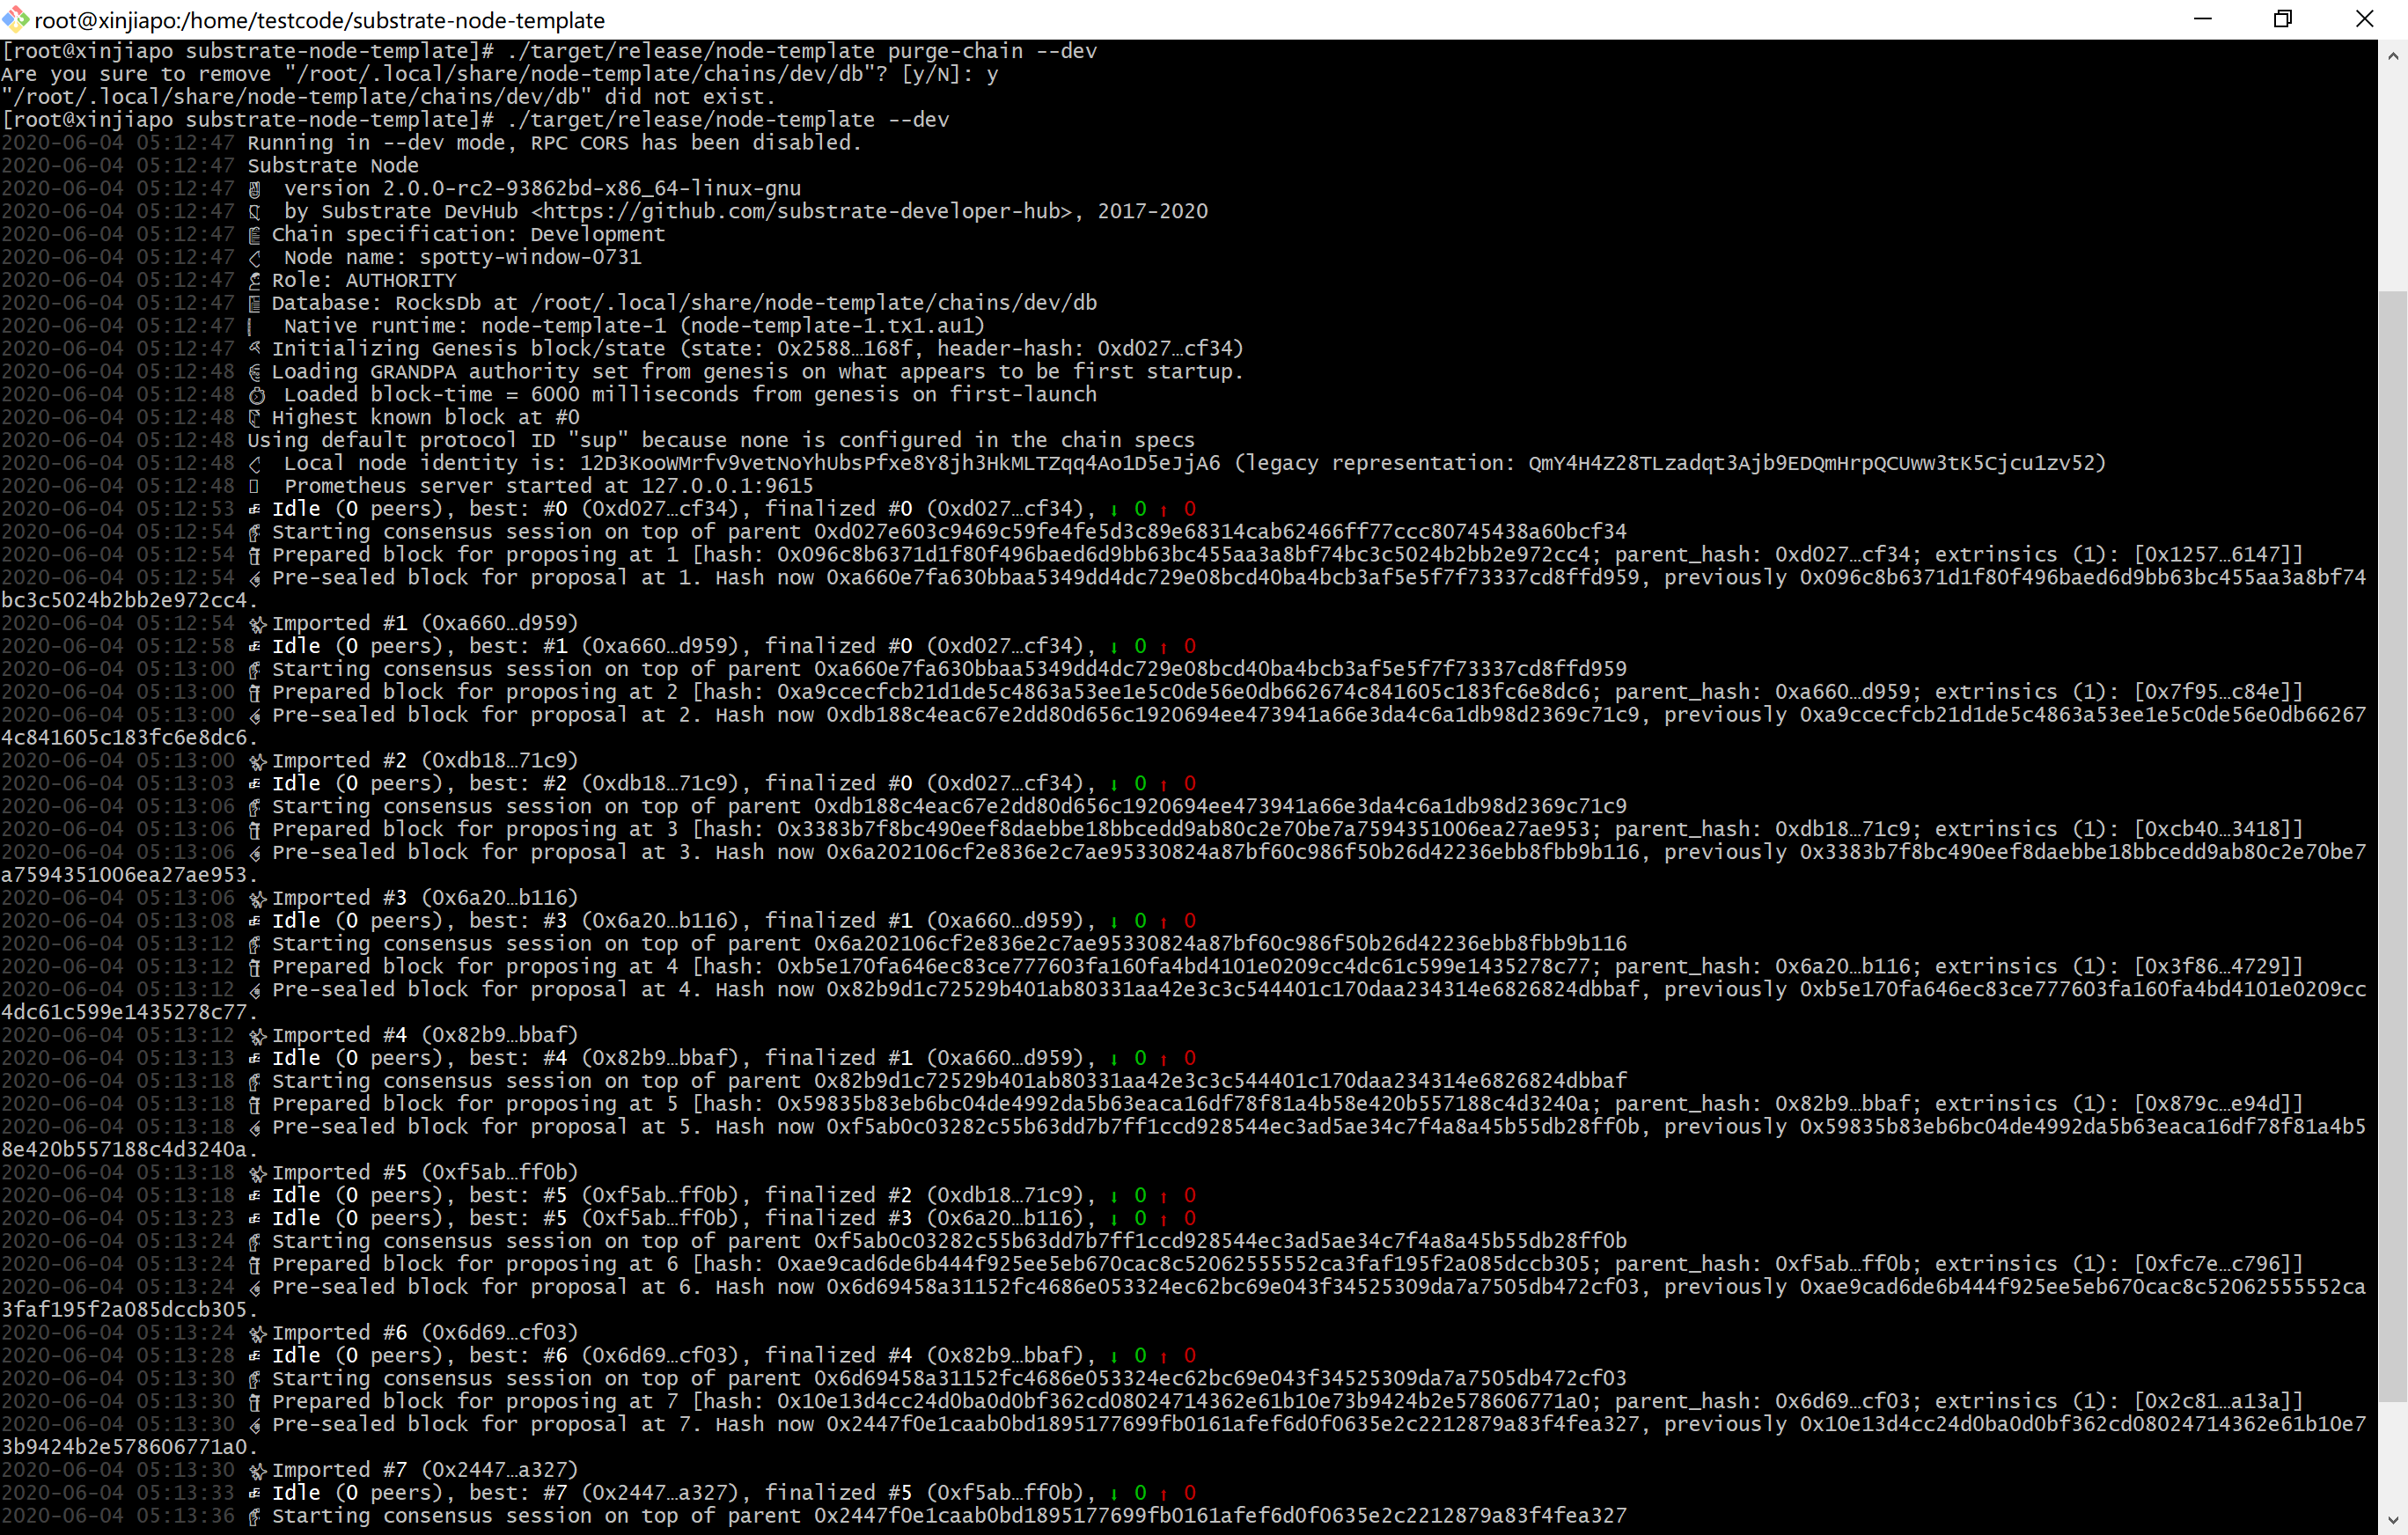 root@xinjiapo:/home/testcode/substrate-node-template
[root@xinjiapo substrate-node-template]# ./target/release/node-template purge-chain --dev
Are you sure to remove "/root/.local/share/node-template/chains/dev/db"? [y/N]: y
"/root/.local/share/node-template/chains/dev/db" did not exist.
[root@xinjiapo substrate-node-template]# ./target/release/node-template --dev
2020-06-04 05:12:47 Running in --dev mode, RPC CORS has been disabled.
2020-06-04 05:12:47 Substrate Node
2020-06-04 05:12:47 version 2.0.0-rc2-93862bd-x86_64-linux-gnu
2020-06-04 05:12:47 by Substrate DevHub <https://github.com/substrate-developer-hub>, 2017-2020
2020-06-04 05:12:47 Chain specification: Development
2020-06-04 05:12:47 Node name: spotty-window-0731
2020-06-04 05:12:47 Role: AUTHORITY
2020-06-04 05:12:47 Database: RocksDb at /root/.local/share/node-template/chains/dev/db
2020-06-04 05:12:47 Native runtime: node-template-1 (node-template-1.tx1.au1)
2020-06-04 05:12:47 Initializing Genesis block/state (state: 0x2588…168f, header-hash: 0xd027…cf34)
2020-06-04 05:12:48 Loading GRANDPA authority set from genesis on what appears to be first startup.
2020-06-04 05:12:48 Loaded block-time = 6000 milliseconds from genesis on first-launch
2020-06-04 05:12:48 Highest known block at #0
2020-06-04 05:12:48 Using default protocol ID "sup" because none is configured in the chain specs
2020-06-04 05:12:48 Local node identity is: 12D3KooWMrfv9vetNoYhUbsPfxe8Y8jh3HkMLTZqq4Ao1D5eJjA6 (legacy representation: QmY4H4Z28TLzadqt3Ajb9EDQmHrpQCUww3tK5Cjcu1zv52)
2020-06-04 05:12:48 Prometheus server started at 127.0.0.1:9615
2020-06-04 05:12:53 Idle (0 peers), best: #0 (0xd027…cf34), finalized #0 (0xd027…cf34), ↓ 0 ↑ 0
2020-06-04 05:12:54 Starting consensus session on top of parent 0xd027e603c9469c59fe4fe5d3c89e68314cab62466ff77ccc80745438a60bcf34
2020-06-04 05:12:54 Prepared block for proposing at 1 [hash: 0x096c8b6371d1f80f496baed6d9bb63bc455aa3a8bf74bc3c5024b2bb2e972cc4; parent_hash: 0xd027…cf34; extrinsics (1): [0x1257…6147]]
2020-06-04 05:12:54 Pre-sealed block for proposal at 1. Hash now 0xa660e7fa630bbaa5349dd4dc729e08bcd40ba4bcb3af5e5f7f73337cd8ffd959, previously 0x096c8b6371d1f80f496baed6d9bb63bc455aa3a8bf74
bc3c5024b2bb2e972cc4.
2020-06-04 05:12:54 Imported #1 (0xa660…d959)
2020-06-04 05:12:58 Idle (0 peers), best: #1 (0xa660…d959), finalized #0 (0xd027…cf34), ↓ 0 ↑ 0
2020-06-04 05:13:00 Starting consensus session on top of parent 0xa660e7fa630bbaa5349dd4dc729e08bcd40ba4bcb3af5e5f7f73337cd8ffd959
2020-06-04 05:13:00 Prepared block for proposing at 2 [hash: 0xa9ccecfcb21d1de5c4863a53ee1e5c0de56e0db662674c841605c183fc6e8dc6; parent_hash: 0xa660…d959; extrinsics (1): [0x7f95…c84e]]
2020-06-04 05:13:00 Pre-sealed block for proposal at 2. Hash now 0xdb188c4eac67e2dd80d656c1920694ee473941a66e3da4c6a1db98d2369c71c9, previously 0xa9ccecfcb21d1de5c4863a53ee1e5c0de56e0db66267
4c841605c183fc6e8dc6.
2020-06-04 05:13:00 Imported #2 (0xdb18…71c9)
2020-06-04 05:13:03 Idle (0 peers), best: #2 (0xdb18…71c9), finalized #0 (0xd027…cf34), ↓ 0 ↑ 0
2020-06-04 05:13:06 Starting consensus session on top of parent 0xdb188c4eac67e2dd80d656c1920694ee473941a66e3da4c6a1db98d2369c71c9
2020-06-04 05:13:06 Prepared block for proposing at 3 [hash: 0x3383b7f8bc490eef8daebbe18bbcedd9ab80c2e70be7a7594351006ea27ae953; parent_hash: 0xdb18…71c9; extrinsics (1): [0xcb40…3418]]
2020-06-04 05:13:06 Pre-sealed block for proposal at 3. Hash now 0x6a202106cf2e836e2c7ae95330824a87bf60c986f50b26d42236ebb8fbb9b116, previously 0x3383b7f8bc490eef8daebbe18bbcedd9ab80c2e70be7
a7594351006ea27ae953.
2020-06-04 05:13:06 Imported #3 (0x6a20…b116)
2020-06-04 05:13:08 Idle (0 peers), best: #3 (0x6a20…b116), finalized #1 (0xa660…d959), ↓ 0 ↑ 0
2020-06-04 05:13:12 Starting consensus session on top of parent 0x6a202106cf2e836e2c7ae95330824a87bf60c986f50b26d42236ebb8fbb9b116
2020-06-04 05:13:12 Prepared block for proposing at 4 [hash: 0xb5e170fa646ec83ce777603fa160fa4bd4101e0209cc4dc61c599e1435278c77; parent_hash: 0x6a20…b116; extrinsics (1): [0x3f86…4729]]
2020-06-04 05:13:12 Pre-sealed block for proposal at 4. Hash now 0x82b9d1c72529b401ab80331aa42e3c3c544401c170daa234314e6826824dbbaf, previously 0xb5e170fa646ec83ce777603fa160fa4bd4101e0209cc
4dc61c599e1435278c77.
2020-06-04 05:13:12 Imported #4 (0x82b9…bbaf)
2020-06-04 05:13:13 Idle (0 peers), best: #4 (0x82b9…bbaf), finalized #1 (0xa660…d959), ↓ 0 ↑ 0
2020-06-04 05:13:18 Starting consensus session on top of parent 0x82b9d1c72529b401ab80331aa42e3c3c544401c170daa234314e6826824dbbaf
2020-06-04 05:13:18 Prepared block for proposing at 5 [hash: 0x59835b83eb6bc04de4992da5b63eaca16df78f81a4b58e420b557188c4d3240a; parent_hash: 0x82b9…bbaf; extrinsics (1): [0x879c…e94d]]
2020-06-04 05:13:18 Pre-sealed block for proposal at 5. Hash now 0xf5ab0c03282c55b63dd7b7ff1ccd928544ec3ad5ae34c7f4a8a45b55db28ff0b, previously 0x59835b83eb6bc04de4992da5b63eaca16df78f81a4b5
8e420b557188c4d3240a.
2020-06-04 05:13:18 Imported #5 (0xf5ab…ff0b)
2020-06-04 05:13:18 Idle (0 peers), best: #5 (0xf5ab…ff0b), finalized #2 (0xdb18…71c9), ↓ 0 ↑ 0
2020-06-04 05:13:23 Idle (0 peers), best: #5 (0xf5ab…ff0b), finalized #3 (0x6a20…b116), ↓ 0 ↑ 0
2020-06-04 05:13:24 Starting consensus session on top of parent 0xf5ab0c03282c55b63dd7b7ff1ccd928544ec3ad5ae34c7f4a8a45b55db28ff0b
2020-06-04 05:13:24 Prepared block for proposing at 6 [hash: 0xae9cad6de6b444f925ee5eb670cac8c52062555552ca3faf195f2a085dccb305; parent_hash: 0xf5ab…ff0b; extrinsics (1): [0xfc7e…c796]]
2020-06-04 05:13:24 Pre-sealed block for proposal at 6. Hash now 0x6d69458a31152fc4686e053324ec62bc69e043f34525309da7a7505db472cf03, previously 0xae9cad6de6b444f925ee5eb670cac8c52062555552ca
3faf195f2a085dccb305.
2020-06-04 05:13:24 Imported #6 (0x6d69…cf03)
2020-06-04 05:13:28 Idle (0 peers), best: #6 (0x6d69…cf03), finalized #4 (0x82b9…bbaf), ↓ 0 ↑ 0
2020-06-04 05:13:30 Starting consensus session on top of parent 0x6d69458a31152fc4686e053324ec62bc69e043f34525309da7a7505db472cf03
2020-06-04 05:13:30 Prepared block for proposing at 7 [hash: 0x10e13d4cc24d0ba0d0bf362cd08024714362e61b10e73b9424b2e578606771a0; parent_hash: 0x6d69…cf03; extrinsics (1): [0x2c81…a13a]]
2020-06-04 05:13:30 Pre-sealed block for proposal at 7. Hash now 0x2447f0e1caab0bd1895177699fb0161afef6d0f0635e2c2212879a83f4fea327, previously 0x10e13d4cc24d0ba0d0bf362cd08024714362e61b10e7
3b9424b2e578606771a0.
2020-06-04 05:13:30 Imported #7 (0x2447…a327)
2020-06-04 05:13:33 Idle (0 peers), best: #7 (0x2447…a327), finalized #5 (0xf5ab…ff0b), ↓ 0 ↑ 0
2020-06-04 05:13:36 Starting consensus session on top of parent 0x2447f0e1caab0bd1895177699fb0161afef6d0f0635e2c2212879a83f4fea327